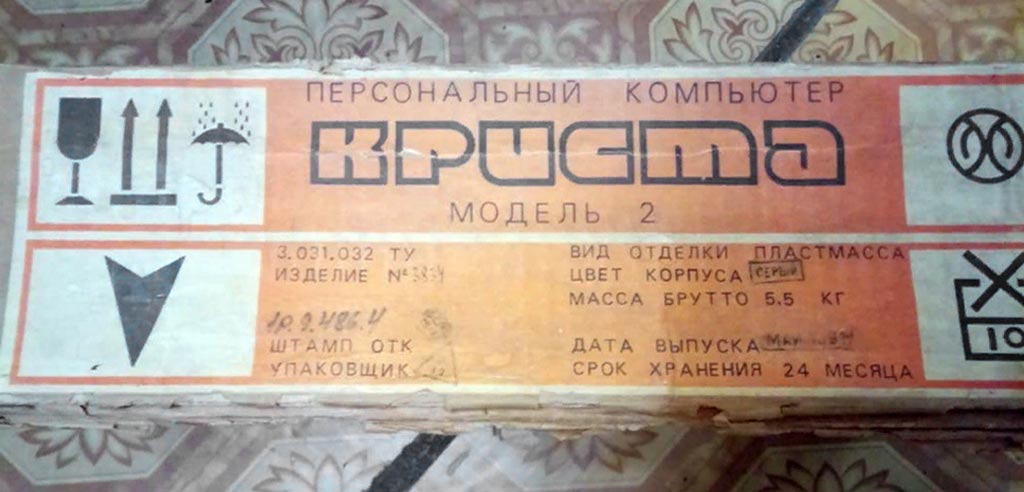 ПЕРСОНАЛЬНЫЙ КОМПЬЮТЕР
КРИСТА
МОДЕЛЬ 2
3.031.032 ТУ
ИЗДЕЛИЕ №
ШТАМП ОТК
УПАКОВЩИК
ВИД ОТДЕЛКИ ПЛАСТМАССА
ЦВЕТ КОРПУСА СЕРЫЙ
МАССА БРУТТО 5.5 КГ
ДАТА ВЫПУСКА
СРОК ХРАНЕНИЯ 24 МЕСЯЦА
10